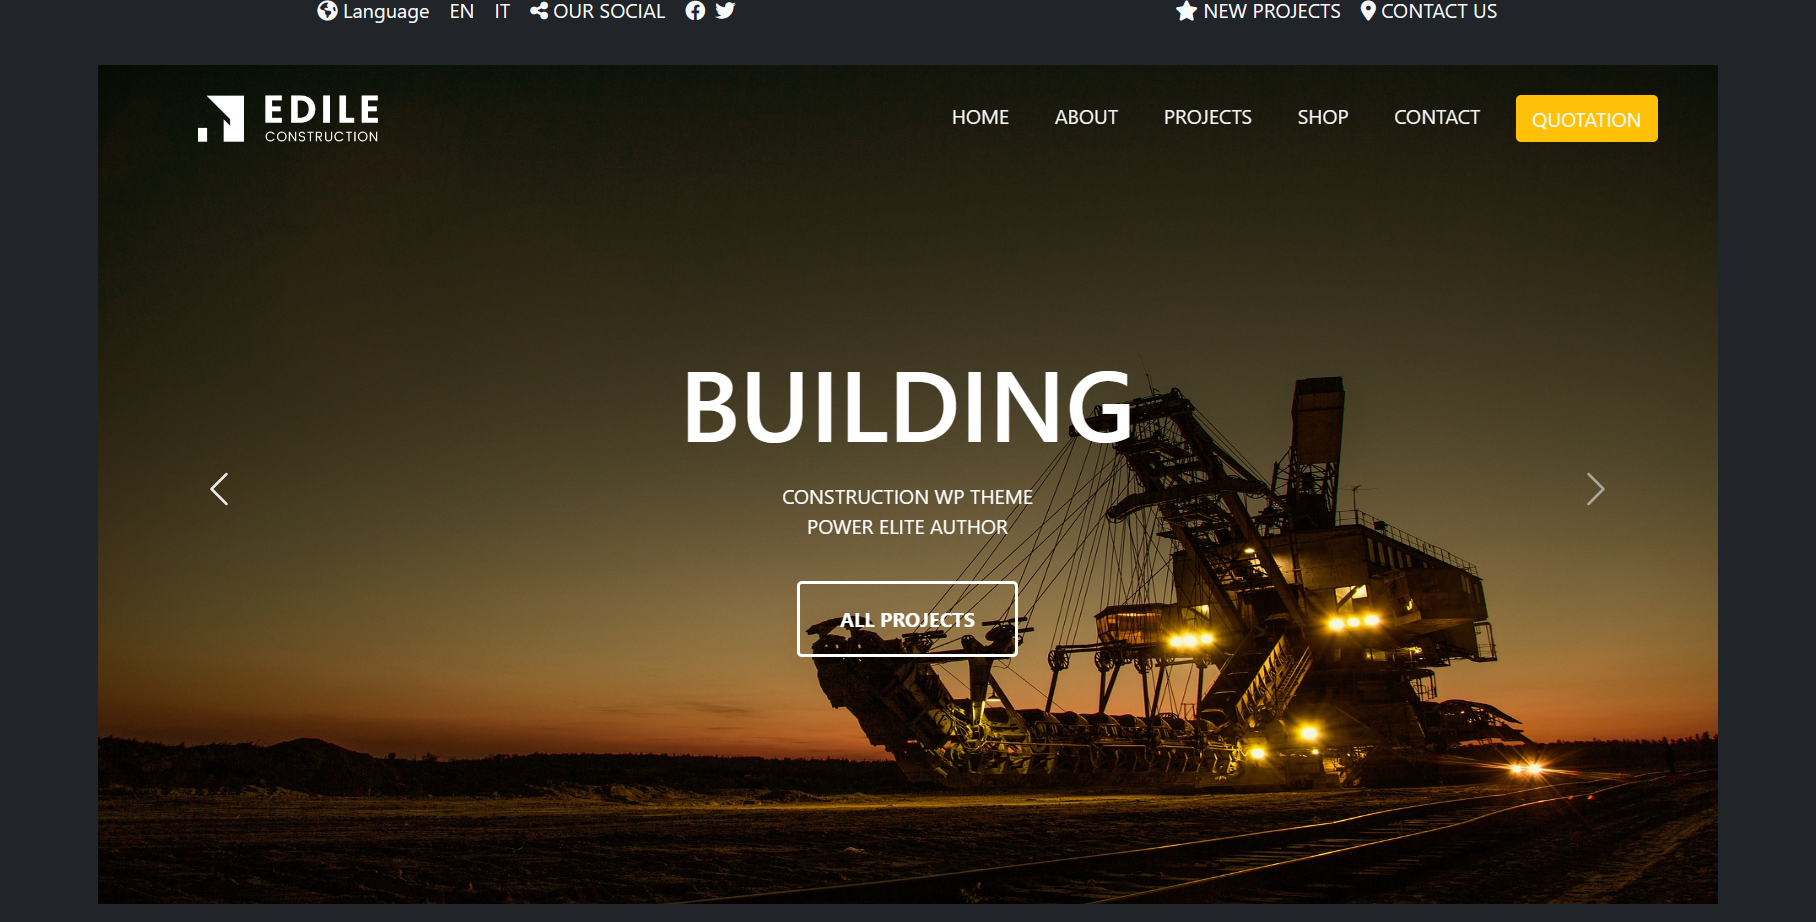 Language EN IT OUR SOCIAL NEW PROJECTS CONTACT US
EDILE
CONSTRUCTION
HOME ABOUT PROJECTS SHOP CONTACT QUOTATION
BUILDING
CONSTRUCTION WP THEME
POWER ELITE AUTHOR
ALL PROJECTS